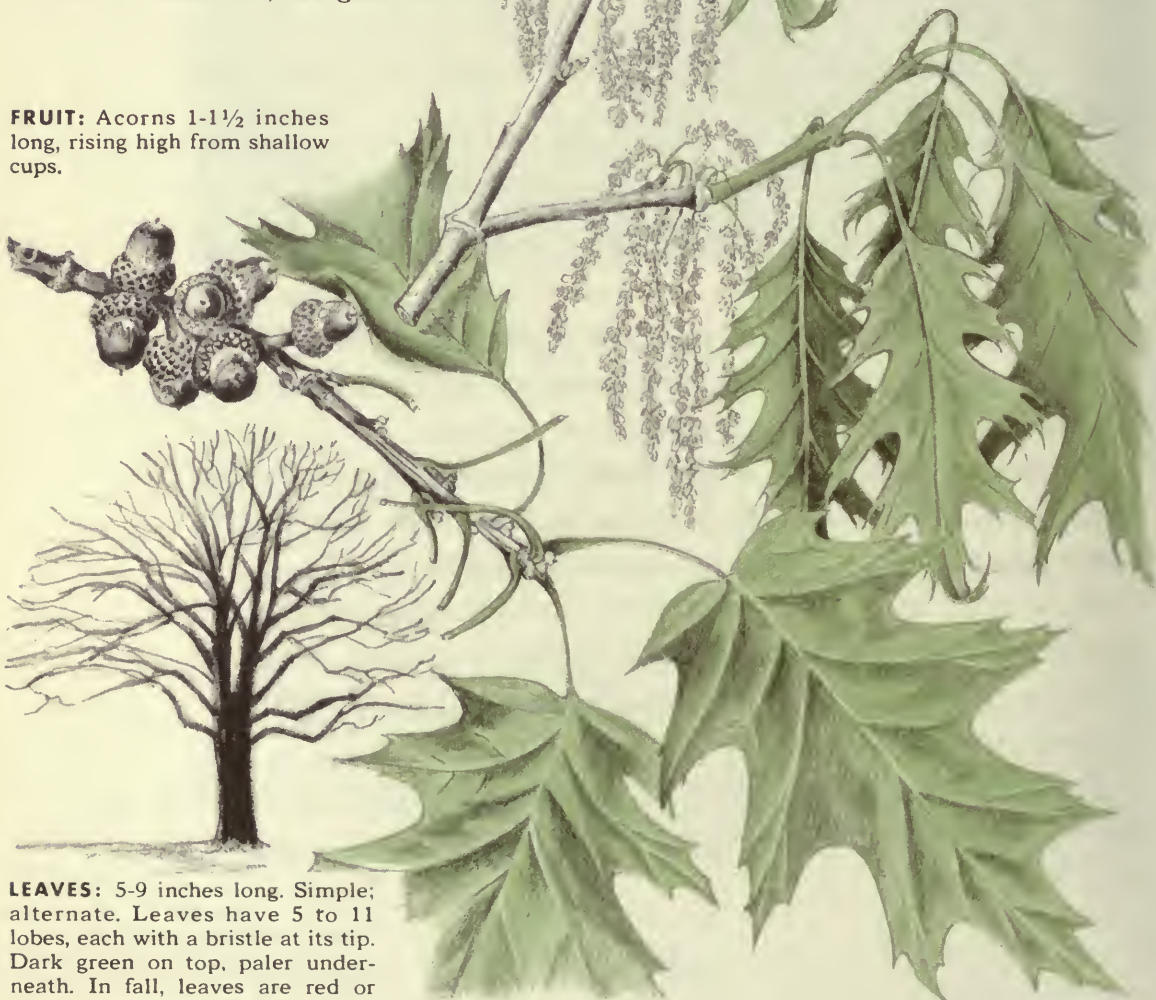 FRUIT: Acorns 1-1½ inches
long, rising high from shallow
cups.
LEAVES: 5-9 inches long. Simple;
alternate. Leaves have 5 to 11
lobes, each with a bristle at its tip.
Dark green on top, paler under-
neath. In fall, leaves are red or